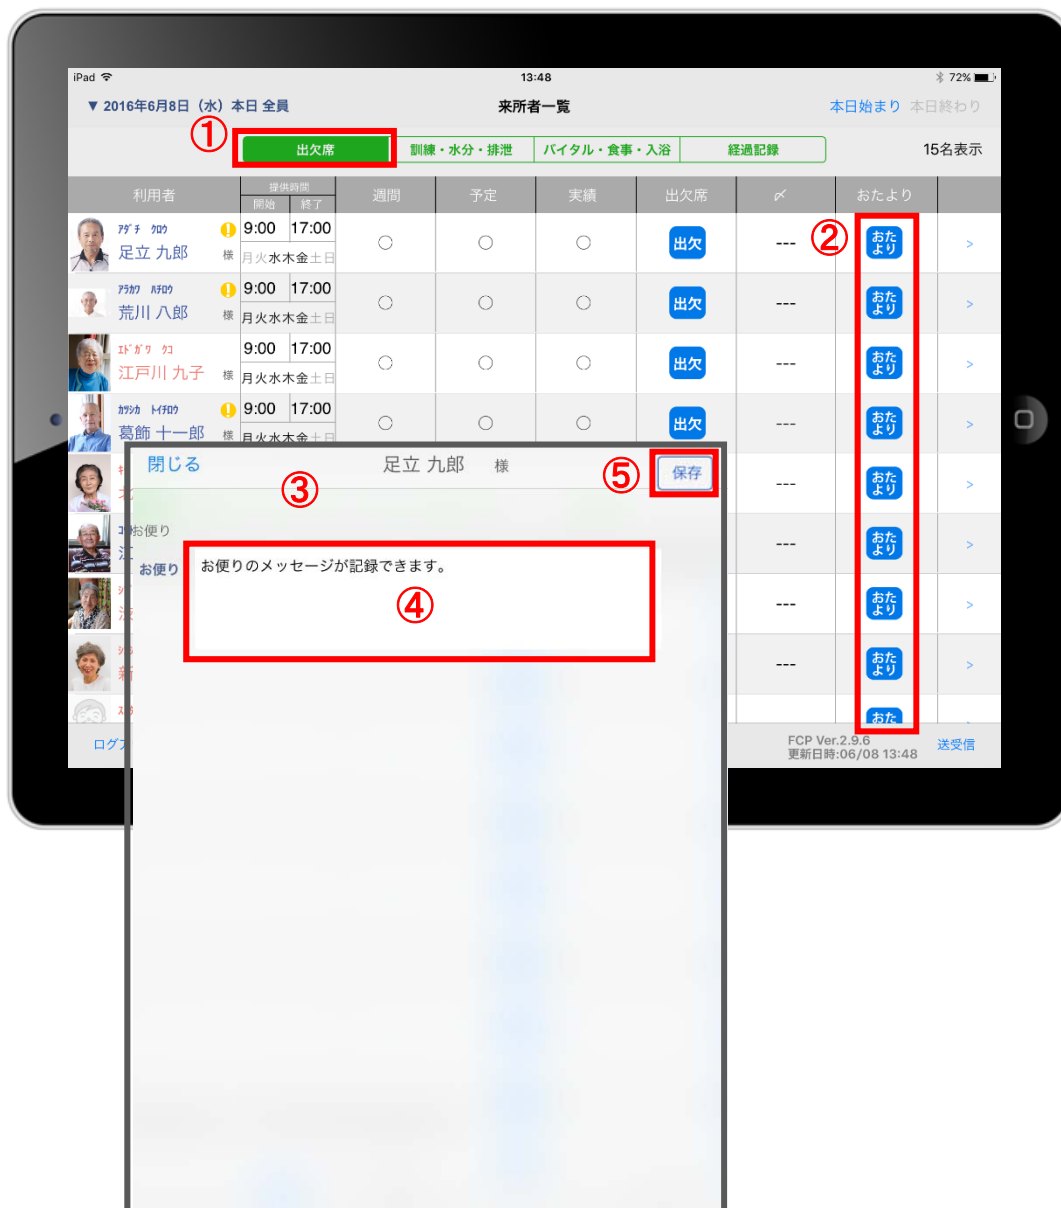 iPad 13:48 72%
▼ 2016年6月8日（水）本日 全員 来所者一覧 本日始まり 本日終わり
① 出欠席 訓練・水分・排泄 バイタル・食事・入浴 経過記録 15名表示
利用者 提供時間 開始 終了 週間 予定 実績 出欠席 〆 おたより
ｱﾀﾞﾁ ｸﾛｳ 9:00 17:00
足立 九郎 様 月火水木金土日 ○ ○ ○ 出欠 --- ② おたより >
ｱﾗｶﾜ ﾊﾁﾛｳ 9:00 17:00
荒川 八郎 様 月火水木金土日 ○ ○ ○ 出欠 --- おたより >
ｴﾄﾞｶﾞﾜ ｸｺ 9:00 17:00
江戸川 九子 様 月火水木金土日 ○ ○ ○ 出欠 --- おたより >
ｶﾂｼｶ ﾄｲﾁﾛｳ 9:00 17:00
葛飾 十一郎 様 月火水木金土日 ○ ○ ○ 出欠 --- おたより >
閉じる ③ 足立 九郎 様 ⑤ 保存
--- おたより >
お便り
--- おたより >
お便り お便りのメッセージが記録できます。
④
--- おたより >
--- おたより >
おた
FCP Ver.2.9.6
更新日時:06/08 13:48
送受信